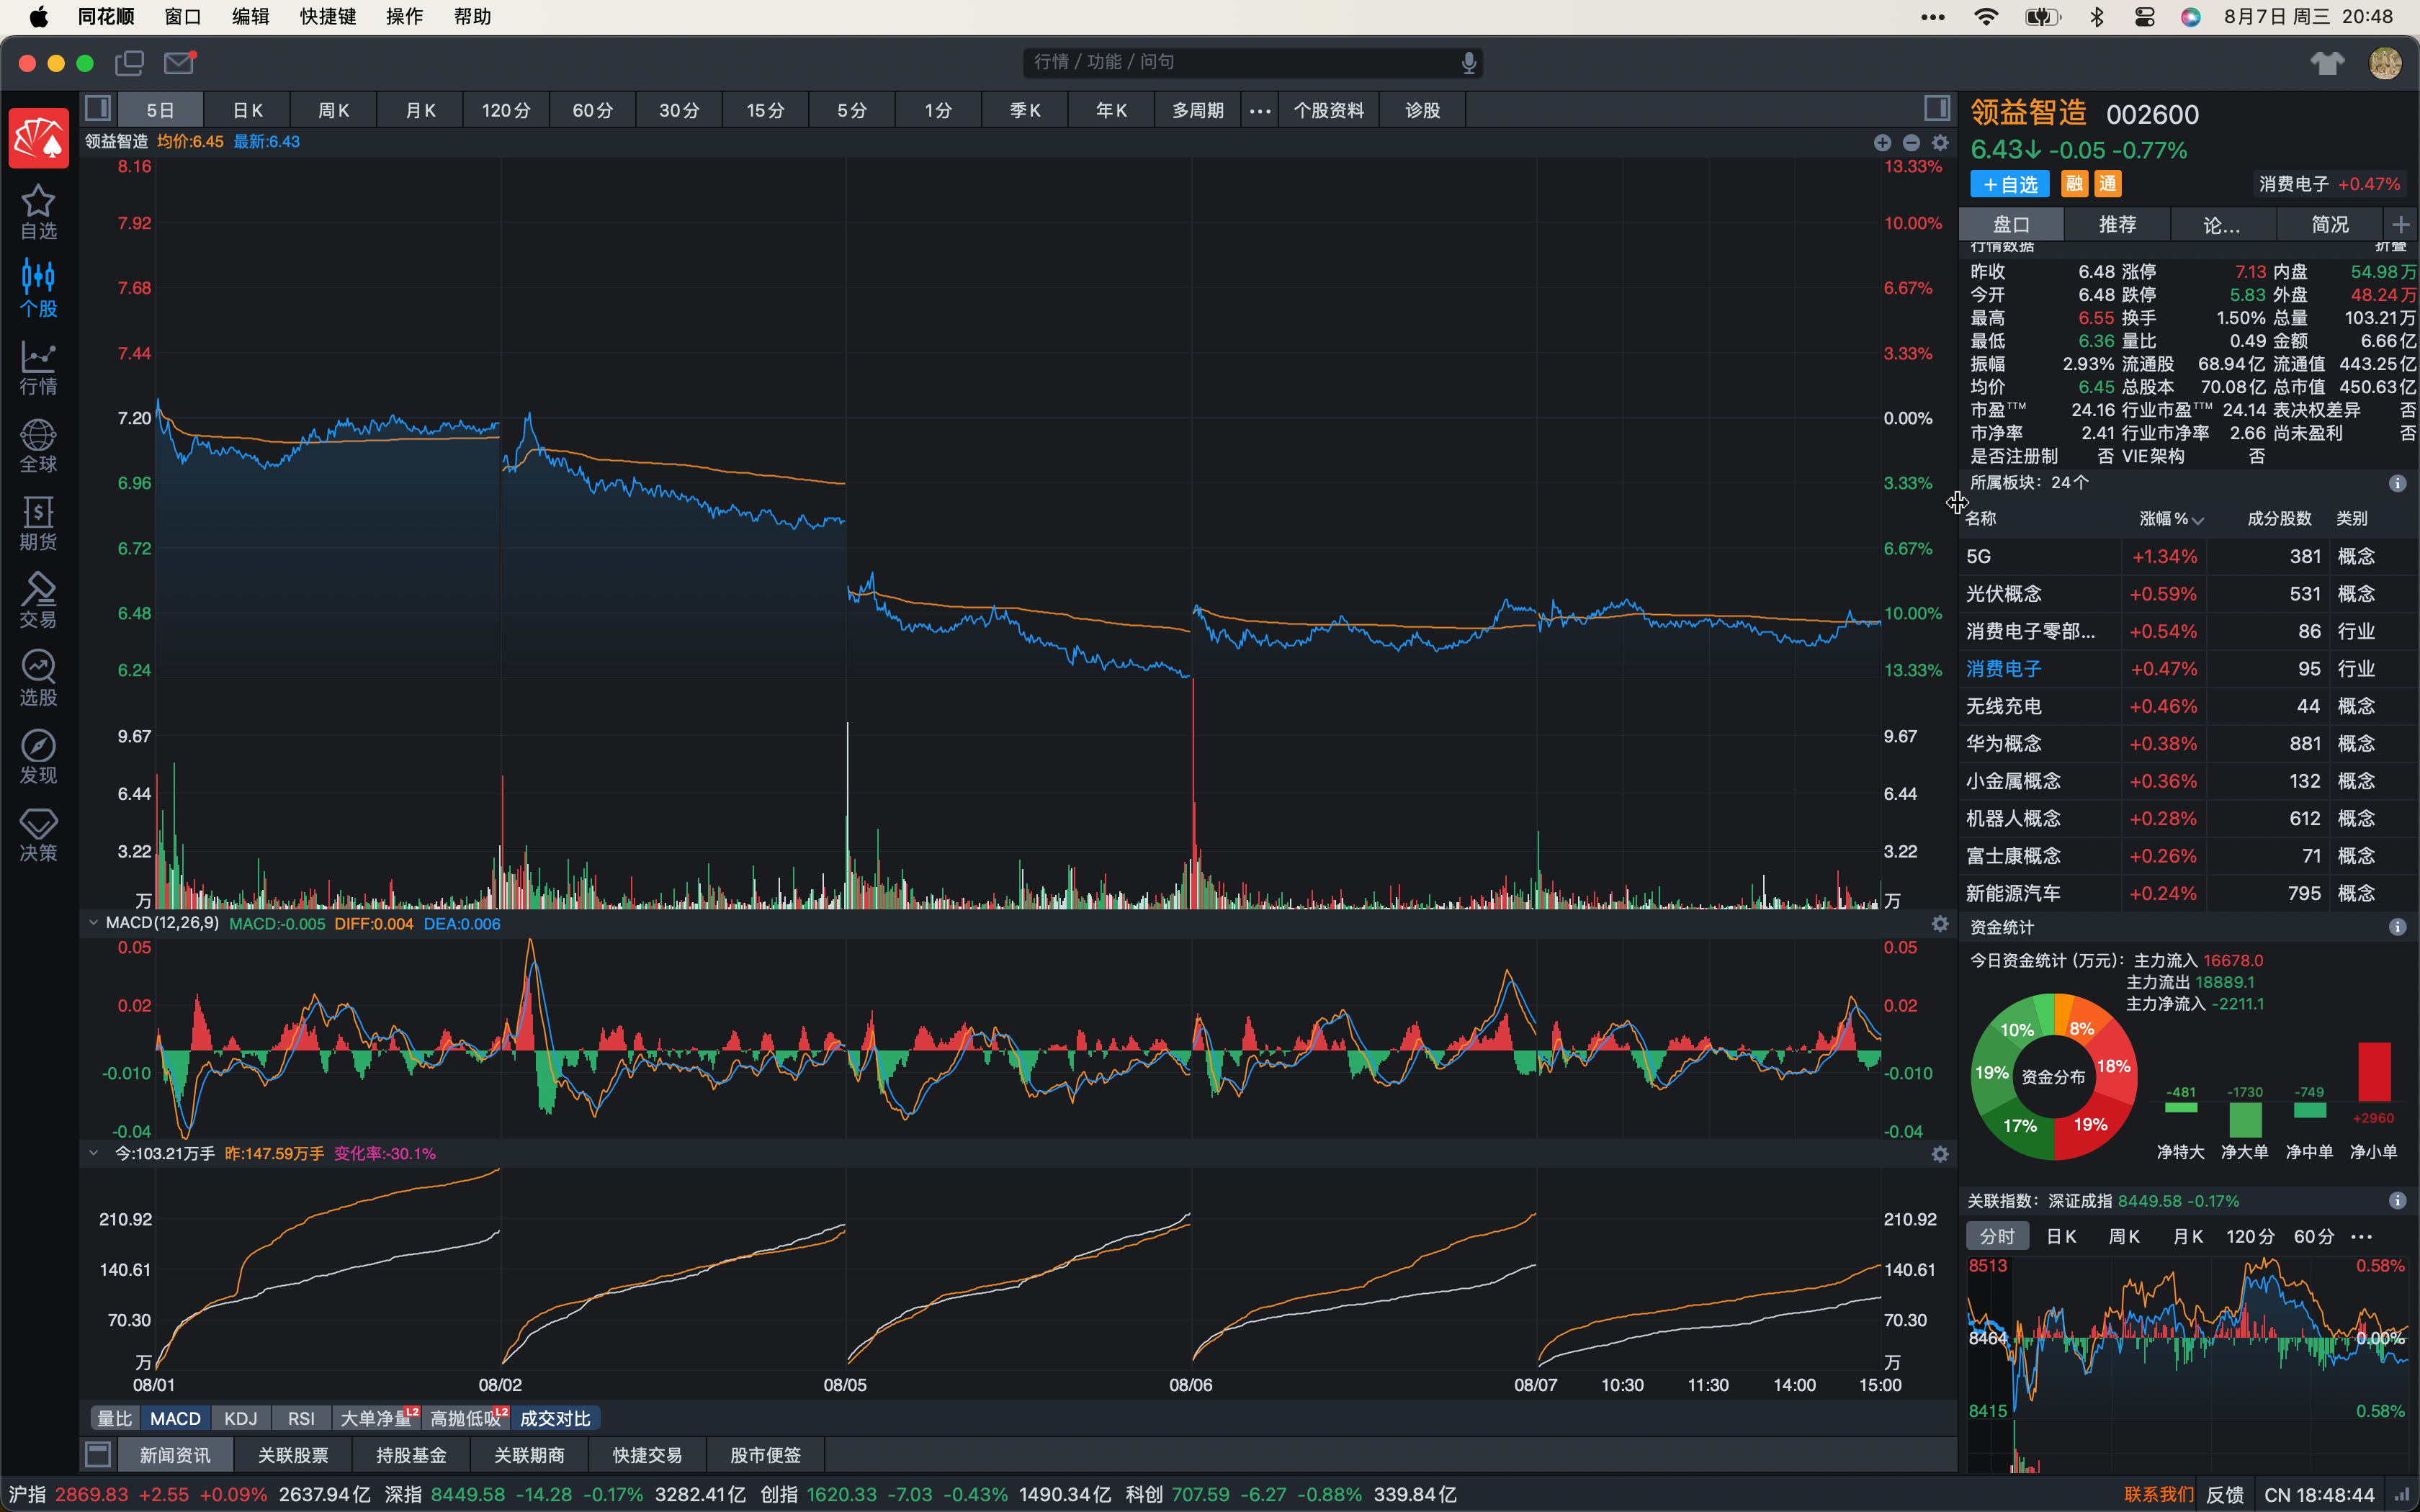 同花顺 窗口 编辑 快捷键 操作 帮助 8月7日 周三 20:48
行情 / 功能 / 问句
自选
个股
行情
全球
期货
交易
选股
发现
决策
5日 日K 周K 月K 120分 60分 30分 15分 5分 1分 季K 年K 多周期 ••• 个股资料 诊股
领益智造 均价:6.45 最新:6.43
8.16 13.33%
7.92 10.00%
7.68 6.67%
7.44 3.33%
7.20 0.00%
6.96 3.33%
6.72 6.67%
6.48 10.00%
6.24 13.33%
9.67 9.67
6.44 6.44
3.22 3.22
万 万
MACD(12,26,9) MACD:-0.005 DIFF:0.004 DEA:0.006
0.05 0.05
0.02 0.02
-0.010 -0.010
-0.04 -0.04
今:103.21万手 昨:147.59万手 变化率:-30.1%
210.92 210.92
140.61 140.61
70.30 70.30
万 万
08/01 08/02 08/05 08/06 08/07 10:30 11:30 14:00 15:00
量比 MACD KDJ RSI 大单净量 L2 高抛低吸 L2 成交对比
新闻资讯 关联股票 持股基金 关联期商 快捷交易 股市便签
领益智造 002600
6.43↓ -0.05 -0.77%
+自选 融 通 消费电子 +0.47%
盘口 推荐 论... 简况 +
行情数据 折叠
昨收 6.48 涨停 7.13 内盘 54.98万
今开 6.48 跌停 5.83 外盘 48.24万
最高 6.55 换手 1.50% 总量 103.21万
最低 6.36 量比 0.49 金额 6.66亿
振幅 2.93% 流通股 68.94亿 流通值 443.25亿
均价 6.45 总股本 70.08亿 总市值 450.63亿
市盈TTM 24.16 行业市盈TTM 24.14 表决权差异 否
市净率 2.41 行业市净率 2.66 尚未盈利 否
是否注册制 否 VIE架构 否
所属板块：24个
名称 涨幅% 成分股数 类别
5G +1.34% 381 概念
光伏概念 +0.59% 531 概念
消费电子零部... +0.54% 86 行业
消费电子 +0.47% 95 行业
无线充电 +0.46% 44 概念
华为概念 +0.38% 881 概念
小金属概念 +0.36% 132 概念
机器人概念 +0.28% 612 概念
富士康概念 +0.26% 71 概念
新能源汽车 +0.24% 795 概念
资金统计
今日资金统计 (万元)：主力流入 16678.0
主力流出 18889.1
主力净流入 -2211.1
10% 8%
19% 资金分布 18%
17% 19%
-481 -1730 -749 +2960
净特大 净大单 净中单 净小单
关联指数：深证成指 8449.58 -0.17%
分时 日K 周K 月K 120分 60分 •••
8513 0.58%
8464 0.00%
8415 0.58%
沪指 2869.83 +2.55 +0.09% 2637.94亿 深指 8449.58 -14.28 -0.17% 3282.41亿 创指 1620.33 -7.03 -0.43% 1490.34亿 科创 707.59 -6.27 -0.88% 339.84亿 联系我们 反馈 CN 18:48:44